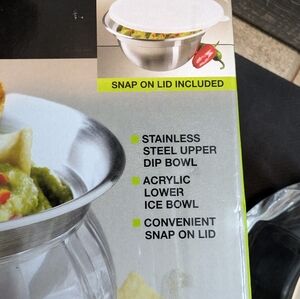 SNAP ON LID INCLUDED
STAINLESS
STEEL UPPER
DIP BOWL
ACRYLIC
LOWER
ICE BOWL
CONVENIENT
SNAP ON LID